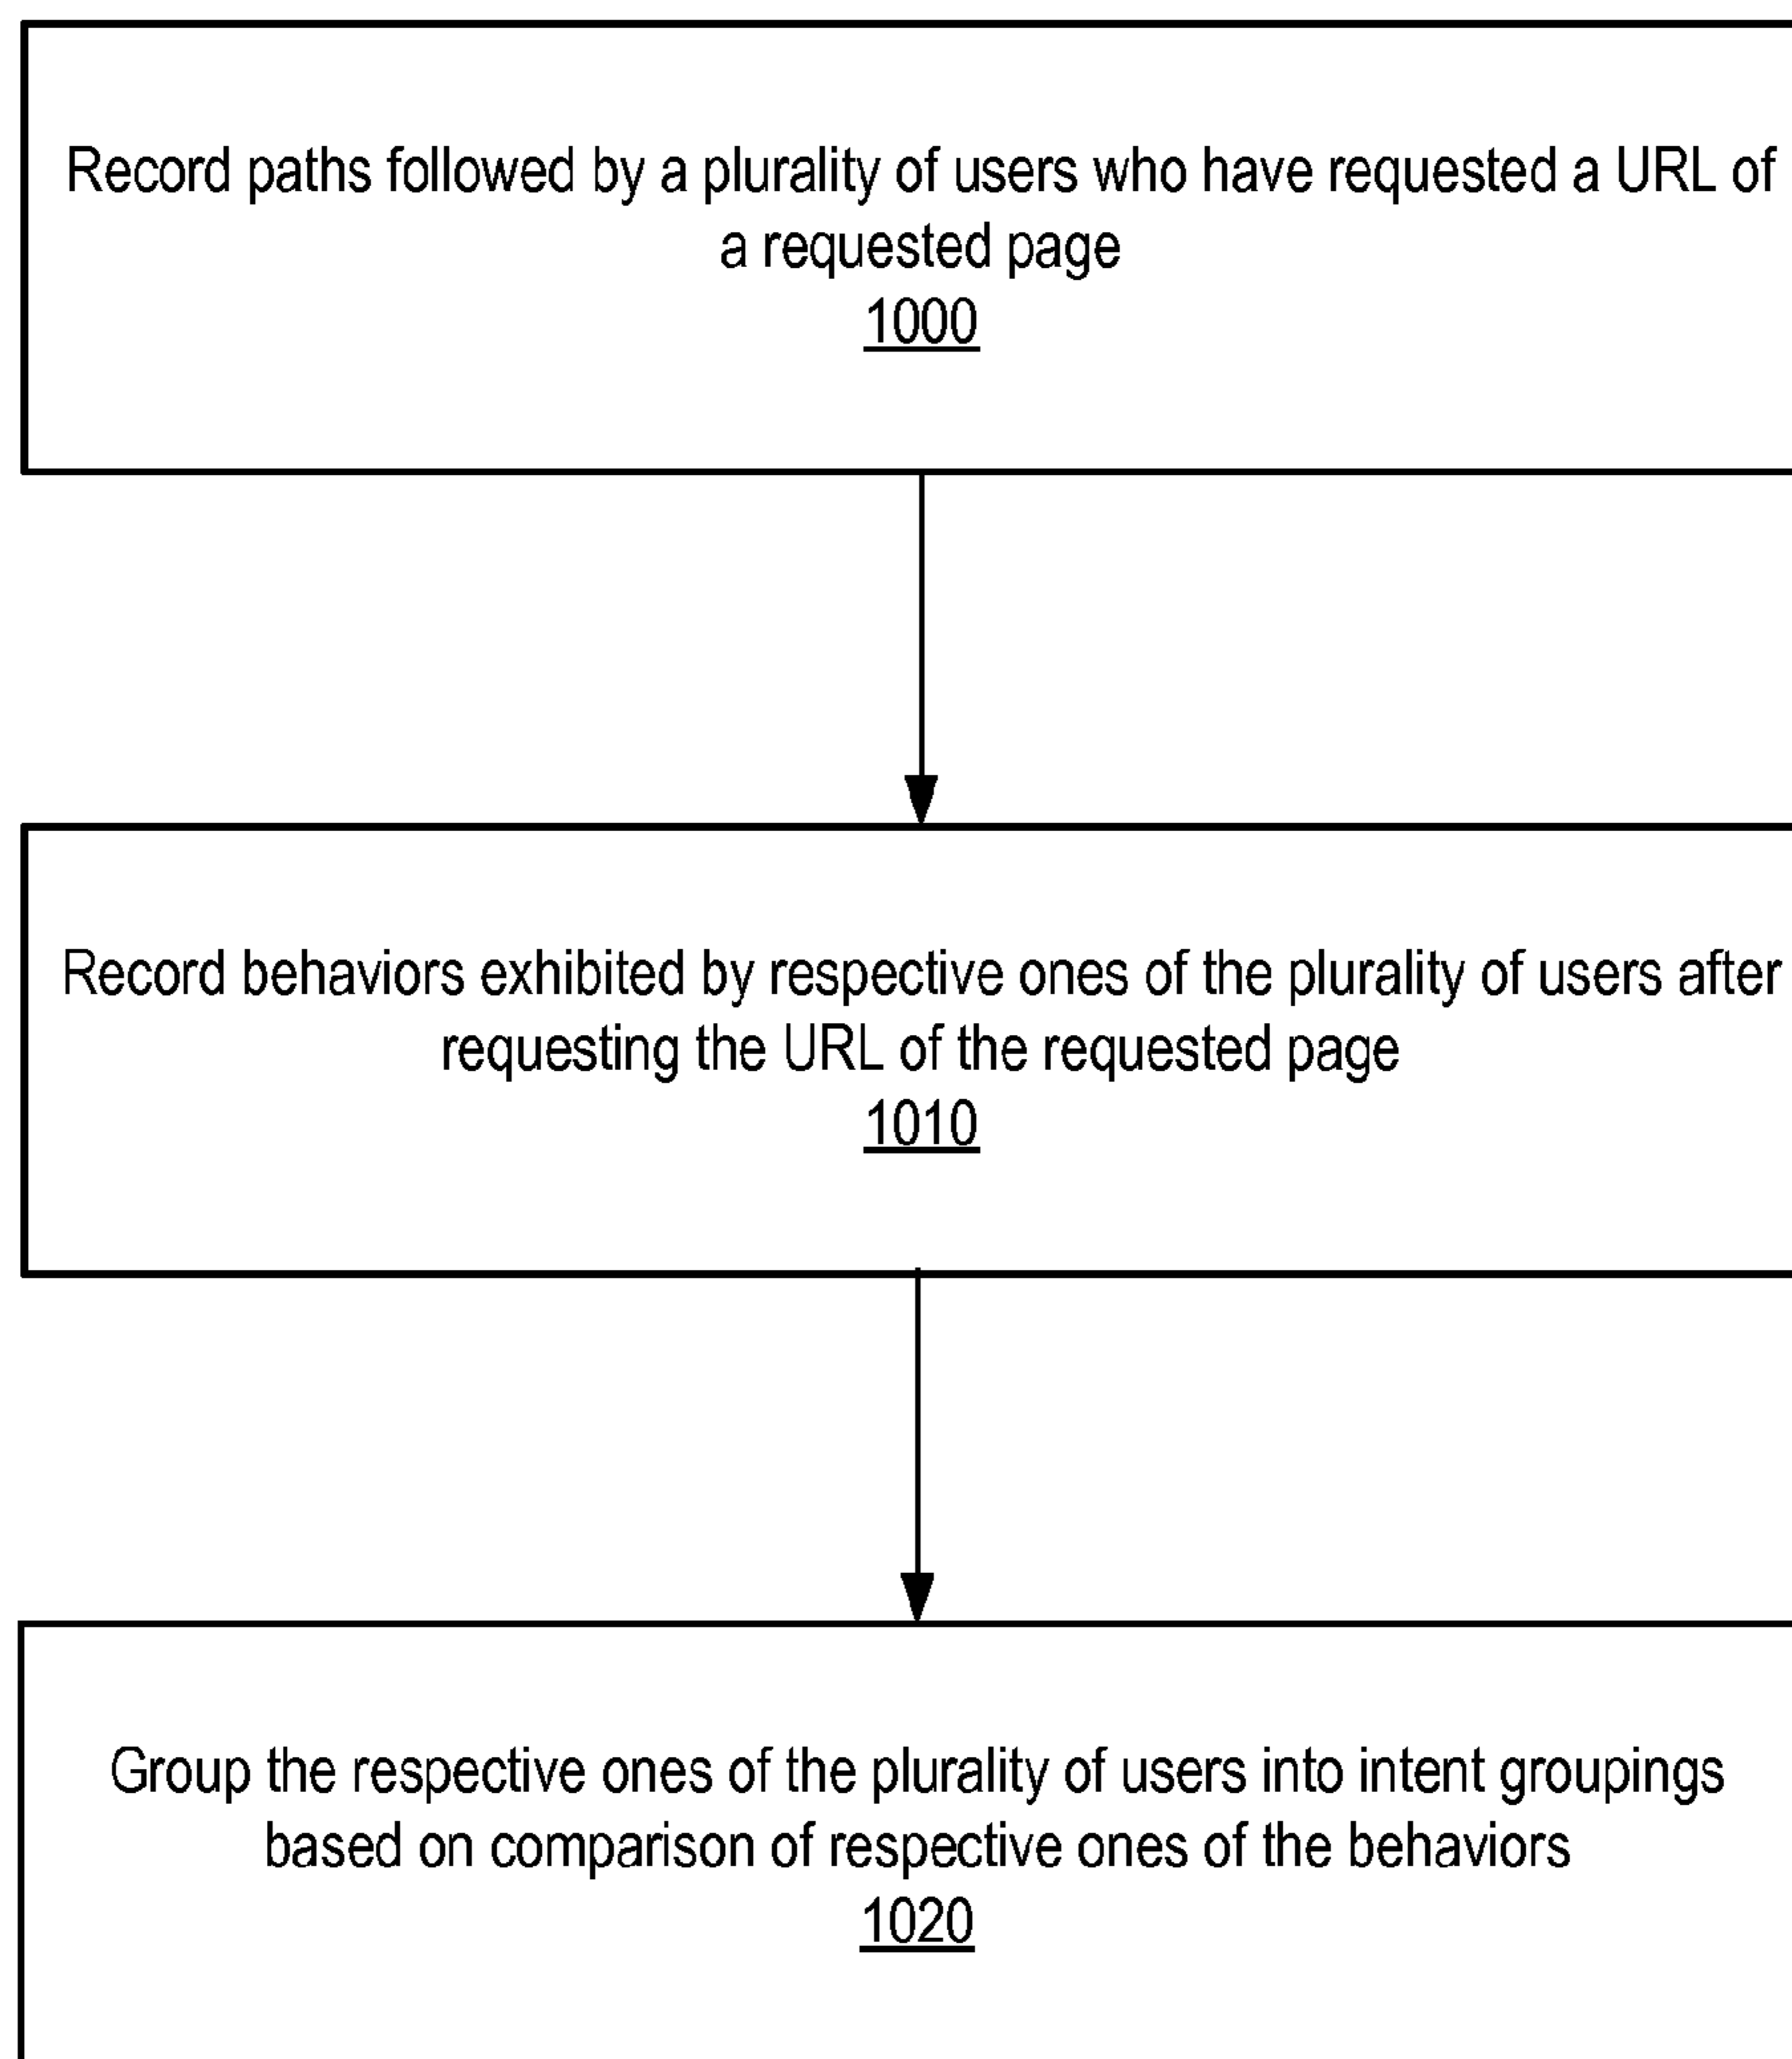 Record paths followed by a plurality of users who have requested a URL of
a requested page
1000
Record behaviors exhibited by respective ones of the plurality of users after
requesting the URL of the requested page
1010
Group the respective ones of the plurality of users into intent groupings
based on comparison of respective ones of the behaviors
1020